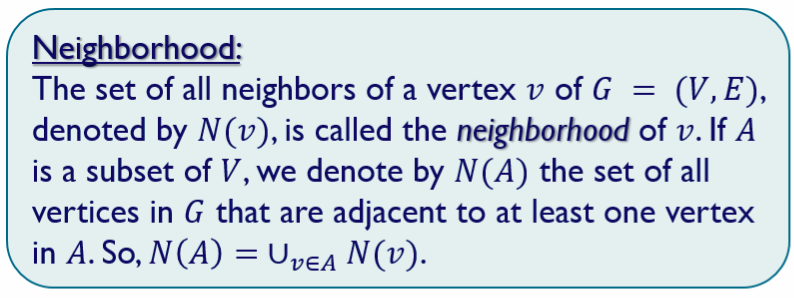 Neighborhood:
The set of all neighbors of a vertex 𝑣 of 𝐺 = (𝑉, 𝐸),
denoted by 𝑁(𝑣), is called the neighborhood of 𝑣. If 𝐴
is a subset of 𝑉, we denote by 𝑁(𝐴) the set of all
vertices in 𝐺 that are adjacent to at least one vertex
in 𝐴. So, 𝑁(𝐴) = ∪𝑣∈𝐴 𝑁(𝑣).